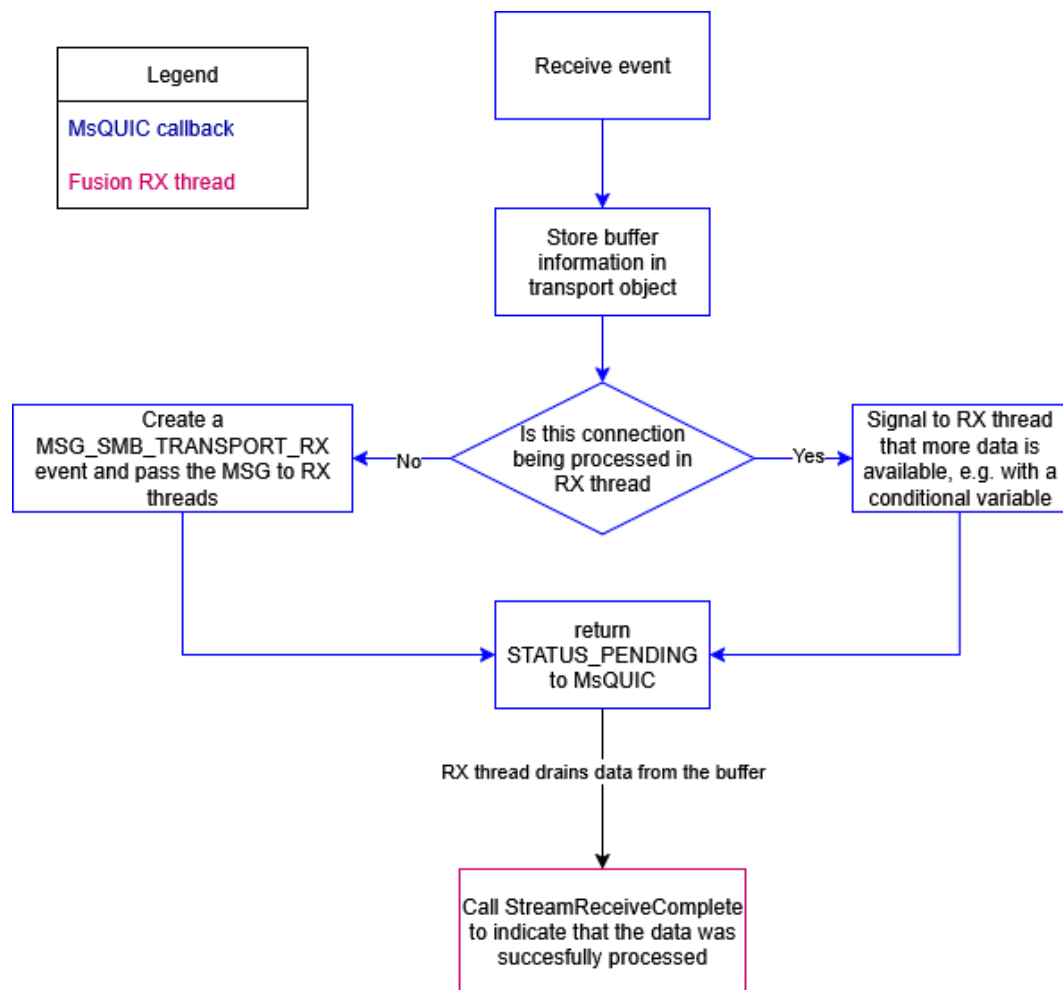 Legend
MsQUIC callback
Fusion RX thread
Receive event
Store buffer
information in
transport object
Is this connection
being processed in
RX thread
No
Yes
Create a
MSG_SMB_TRANSPORT_RX
event and pass the MSG to RX
threads
Signal to RX thread
that more data is
available, e.g. with a
conditional variable
return
STATUS_PENDING
to MsQUIC
RX thread drains data from the buffer
Call StreamReceiveComplete
to indicate that the data was
succesfully processed